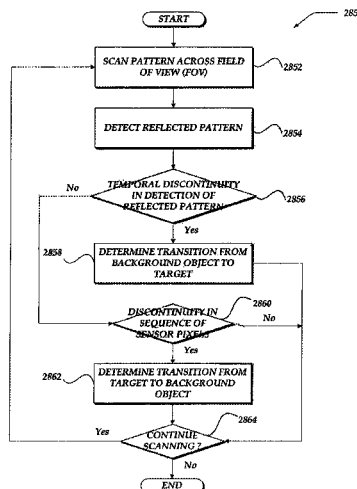 START
285
SCAN PATTERN ACROSS FIELD
OF VIEW (FOV)
2852
DETECT REFLECTED PATTERN
2854
No
TEMPORAL DISCONTINUITY
IN DETECTION OF
REFLECTED PATTERN
2856
Yes
2858
DETERMINE TRANSITION FROM
BACKGROUND OBJECT TO
TARGET
DISCONTINUITY IN
SEQUENCE OF
SENSOR PIXELS
2860
No
Yes
2862
DETERMINE TRANSITION FROM
TARGET TO BACKGROUND
OBJECT
Yes
CONTINUE
SCANNING ?
2864
No
END